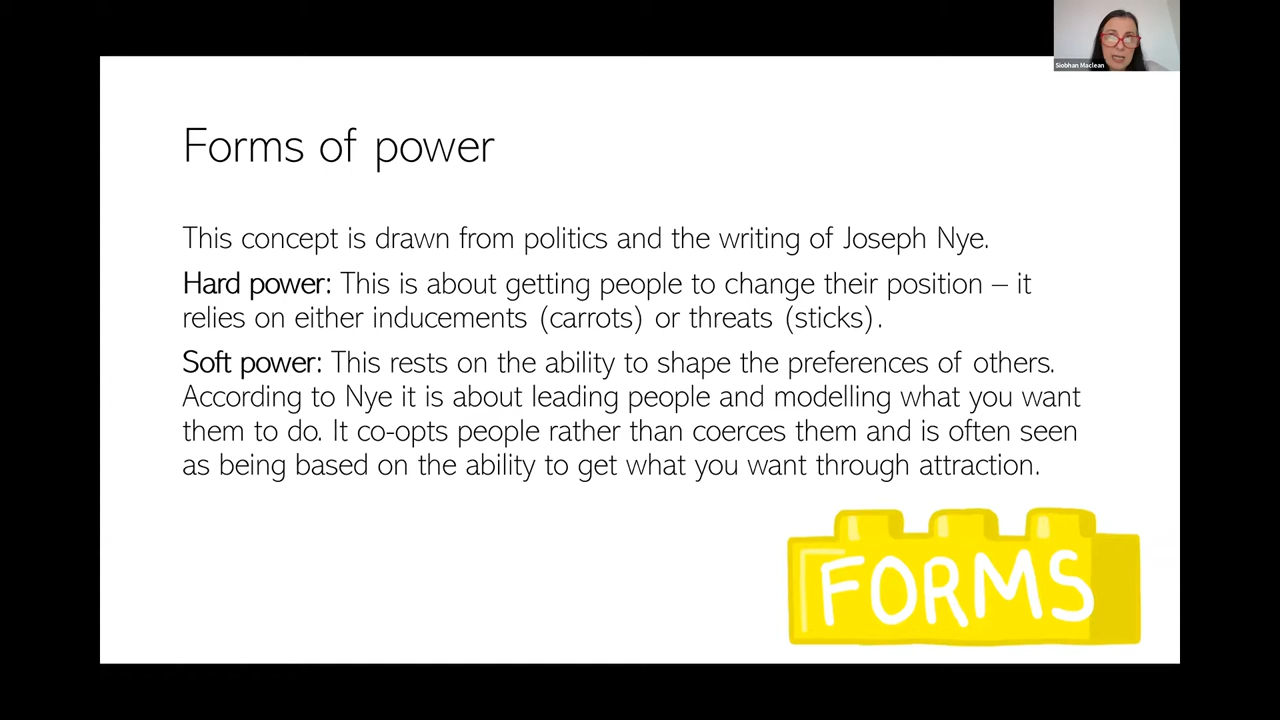 Siobhan Maclean
Forms of power
This concept is drawn from politics and the writing of Joseph Nye.
Hard power: This is about getting people to change their position – it
relies on either inducements (carrots) or threats (sticks).
Soft power: This rests on the ability to shape the preferences of others.
According to Nye it is about leading people and modelling what you want
them to do. It co-opts people rather than coerces them and is often seen
as being based on the ability to get what you want through attraction.
FORMS